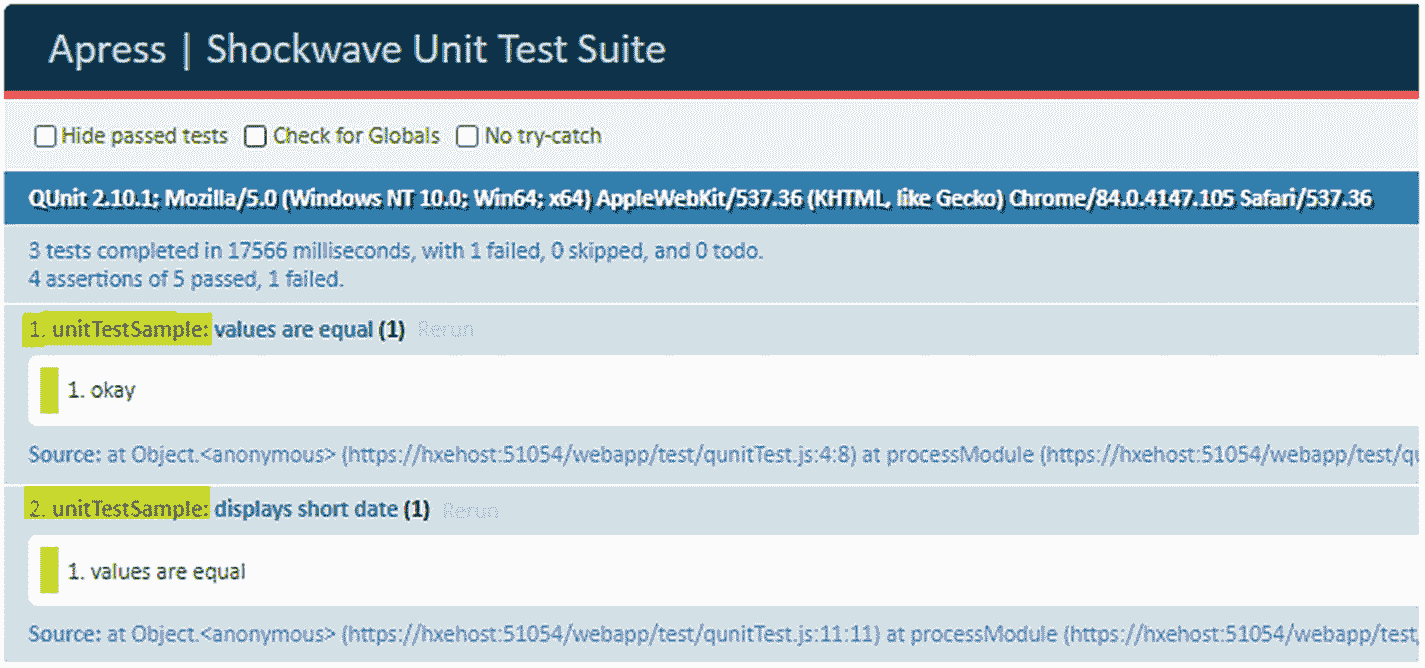 Apress | Shockwave Unit Test Suite
Hide passed tests Check for Globals No try-catch
QUnit 2.10.1; Mozilla/5.0 (Windows NT 10.0; Win64; x64) AppleWebKit/537.36 (KHTML, like Gecko) Chrome/84.0.4147.105 Safari/537.36
3 tests completed in 17566 milliseconds, with 1 failed, 0 skipped, and 0 todo.
4 assertions of 5 passed, 1 failed.
1. unitTestSample: values are equal (1) Rerun
1. okay
Source: at Object.<anonymous> (https://hxehost:51054/webapp/test/qunitTest.js:4:8) at processModule (https://hxehost:51054/webapp/test/qu
2. unitTestSample: displays short date (1) Rerun
1. values are equal
Source: at Object.<anonymous> (https://hxehost:51054/webapp/test/qunitTest.js:11:11) at processModule (https://hxehost:51054/webapp/test/